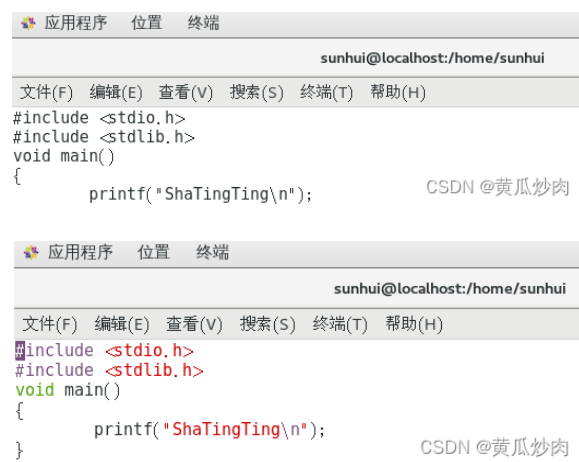 应用程序 位置 终端
sunhui@localhost:/home/sunhui
文件(F) 编辑(E) 查看(V) 搜索(S) 终端(T) 帮助(H)
#include <stdio.h>
#include <stdlib.h>
void main()
{
printf("ShaTingTing\n");
CSDN @黄瓜炒肉
应用程序 位置 终端
sunhui@localhost:/home/sunhui
文件(F) 编辑(E) 查看(V) 搜索(S) 终端(T) 帮助(H)
#include <stdio.h>
#include <stdlib.h>
void main()
{
printf("ShaTingTing\n");
}
CSDN @黄瓜炒肉